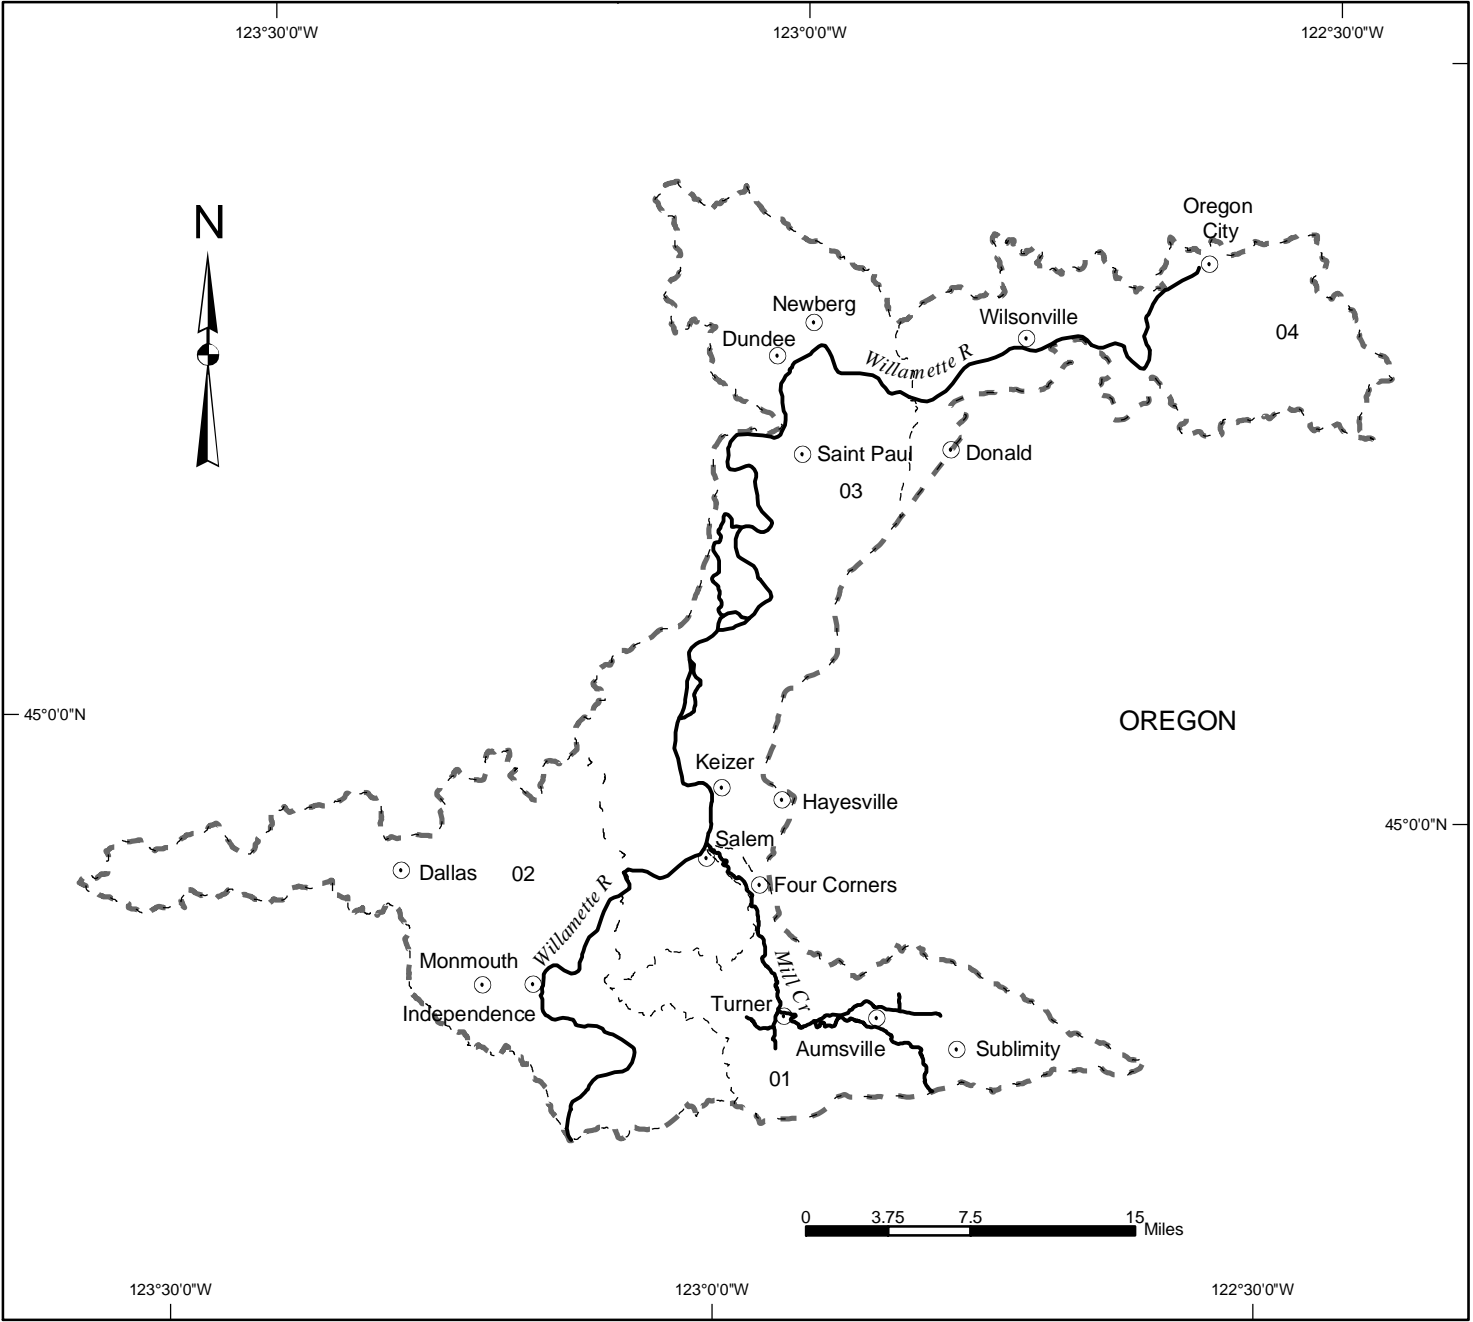 123°30'0"W
123°0'0"W
122°30'0"W
N
Oregon
City
Newberg
Wilsonville
Dundee
04
Willamette R
Saint Paul
Donald
03
45°0'0"N
OREGON
Keizer
Hayesville
45°0'0"N
Salem
Dallas
02
Four Corners
Willamette R
Monmouth
Mill Cr
Turner
Independence
Aumsville
Sublimity
01
0
3.75
7.5
15
Miles
123°30'0"W
123°0'0"W
122°30'0"W